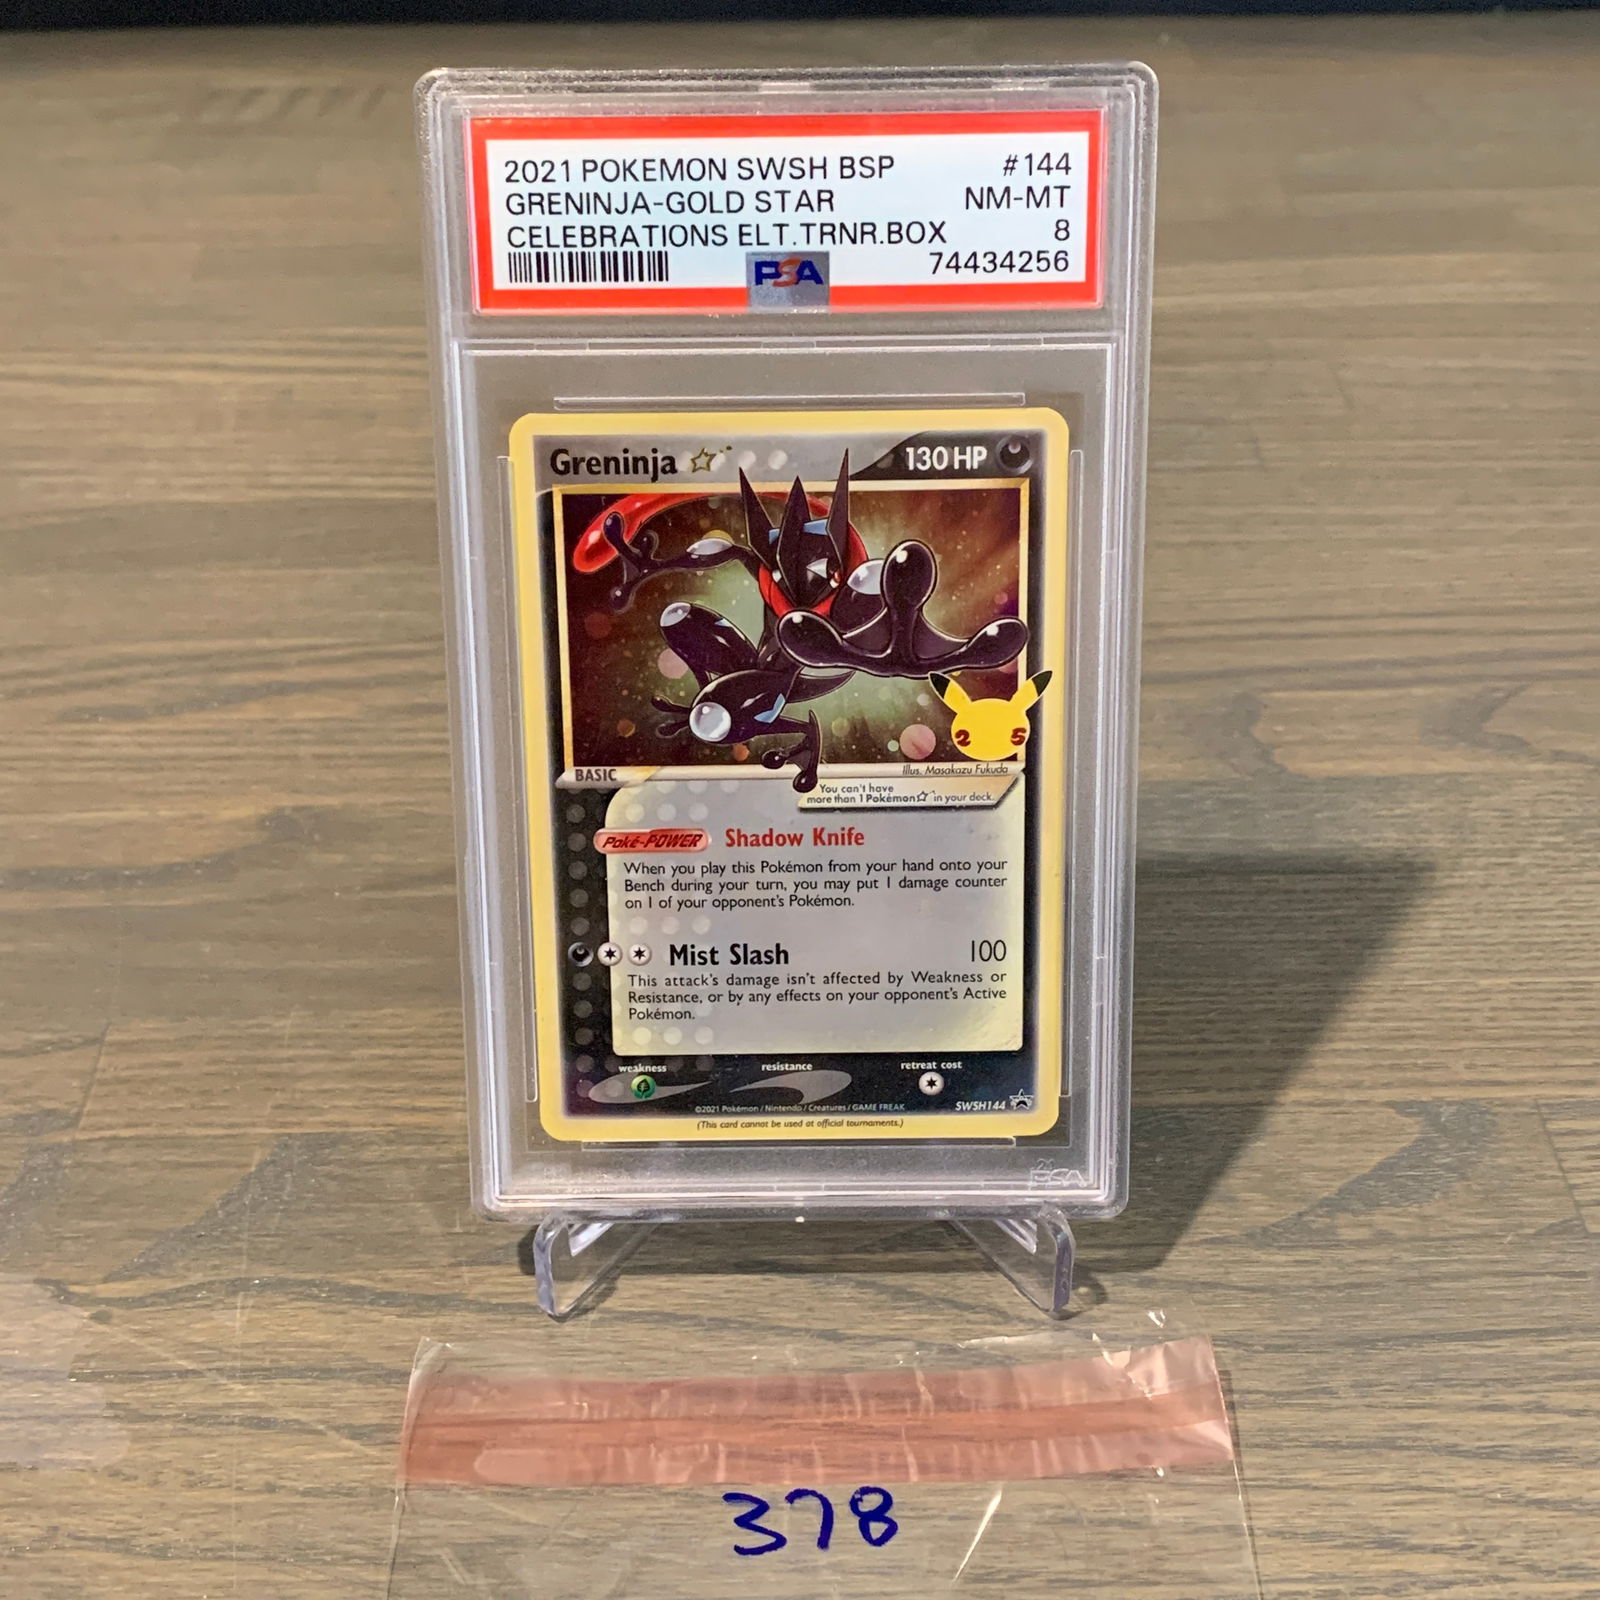 2021 POKEMON SWSH BSP #144
GRENINJA-GOLD STAR NM-MT
CELEBRATIONS ELT.TRNR.BOX 8
PSA 74434256
Greninja ☆ 130 HP
25
BASIC Illus. Masakazu Fukuda
You can't have
more than 1 Pokémon☆ in your deck.
Poké-POWER Shadow Knife
When you play this Pokémon from your hand onto your
Bench during your turn, you may put 1 damage counter
on 1 of your opponent's Pokémon.
Mist Slash 100
This attack's damage isn't affected by Weakness or
Resistance, or by any effects on your opponent's Active
Pokémon.
weakness resistance retreat cost
©2021 Pokémon / Nintendo / Creatures / GAME FREAK SWSH144
(This card cannot be used at official tournaments.)
PSA
378